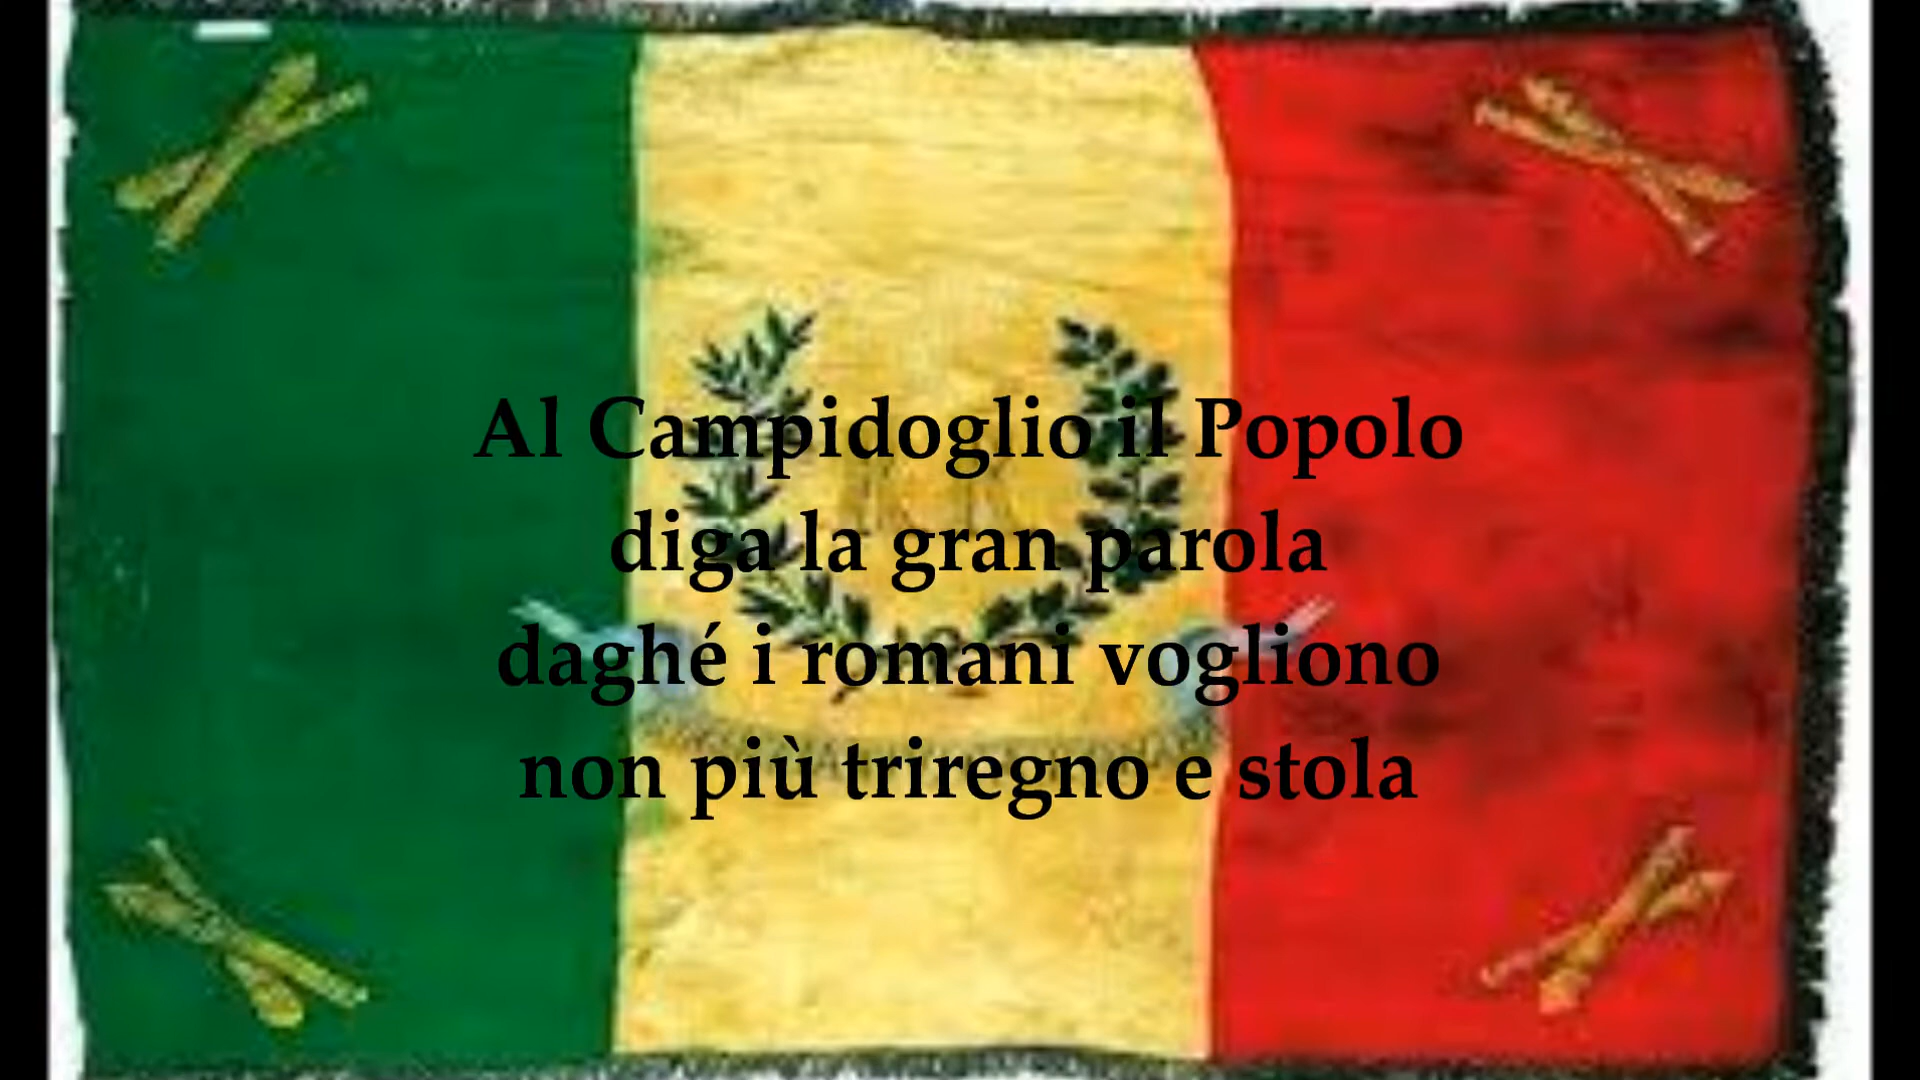 Al Campidoglio il Popolo
diga la gran parola
daghé i romani vogliono
non più triregno e stola